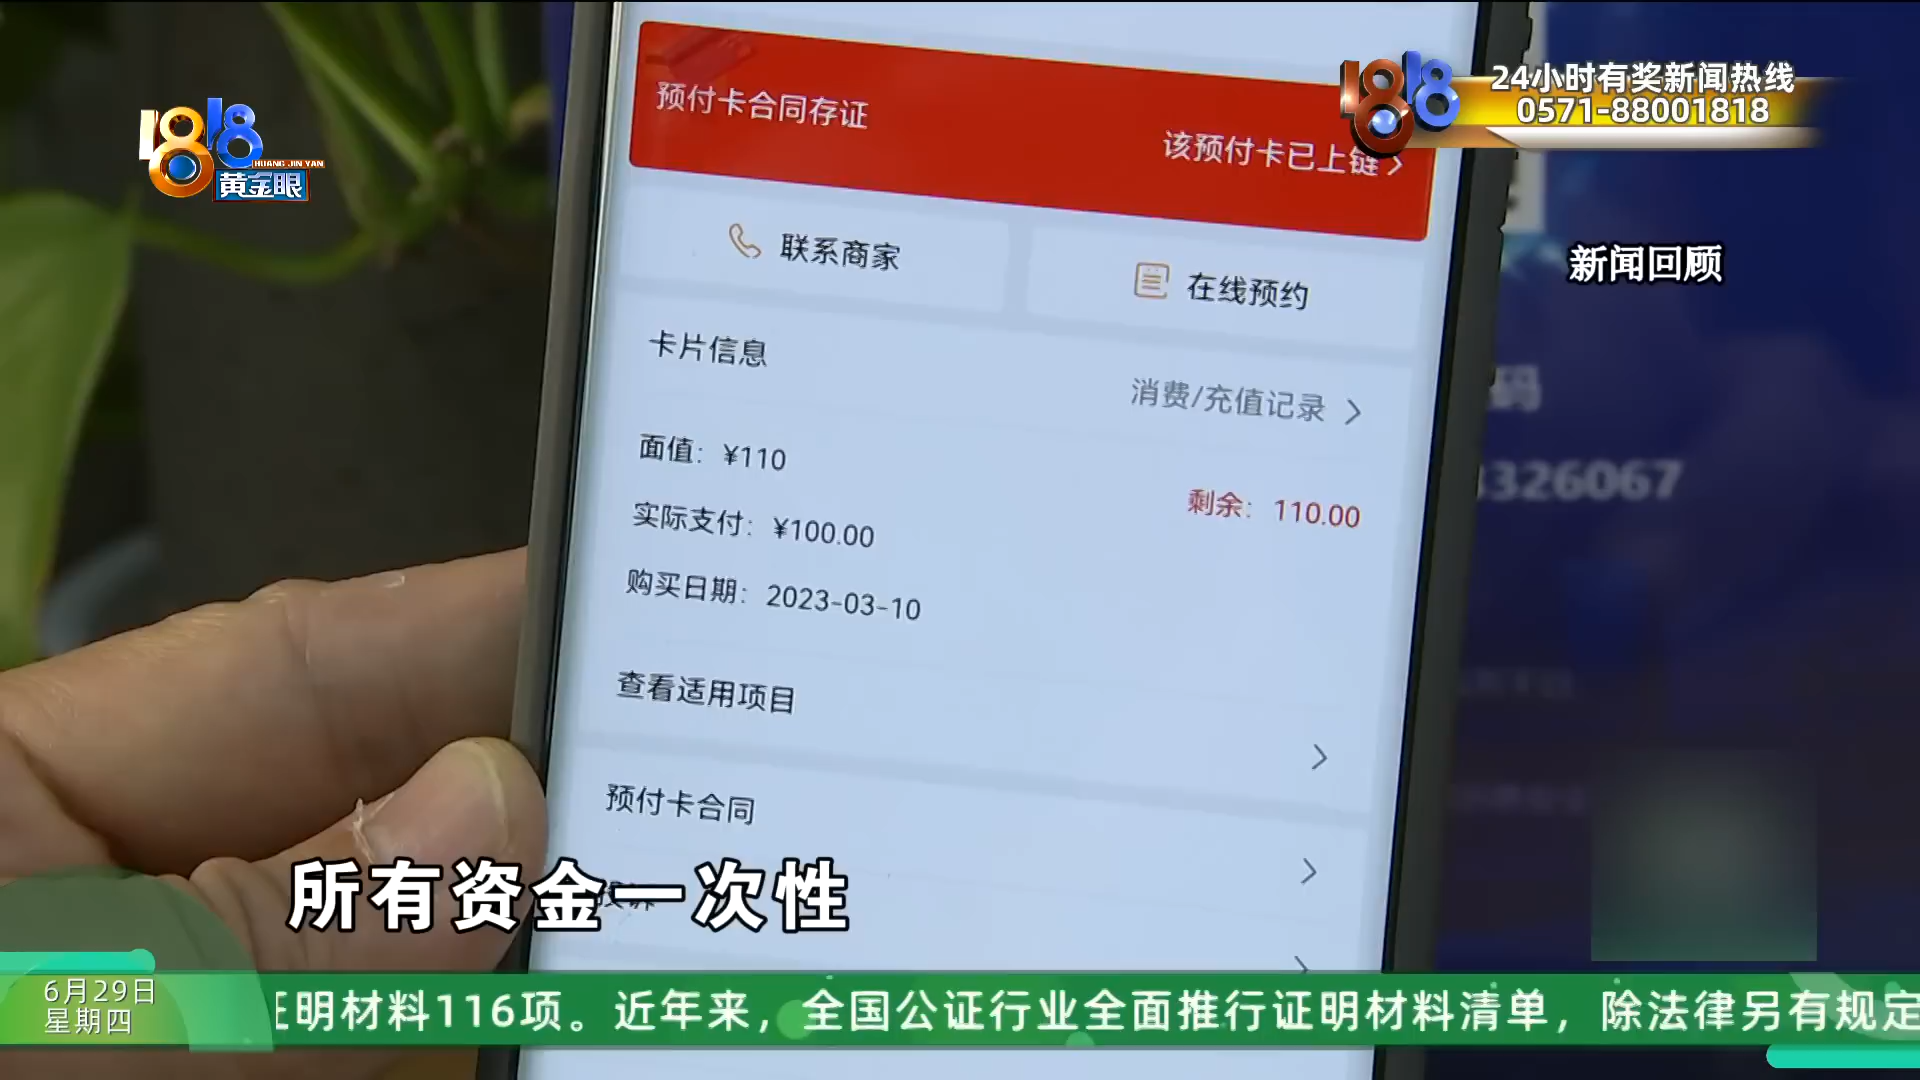 1818
HUANG JIN YAN
黄金眼
1818
24小时有奖新闻热线
0571-88001818
新闻回顾
预付卡合同存证
该预付卡已上链
联系商家
在线预约
卡片信息
消费/充值记录
面值：¥110
剩余：110.00
实际支付：¥100.00
购买日期：2023-03-10
查看适用项目
预付卡合同
码
326067
所有资金一次性
6月29日
星期四
证明材料116项。近年来，全国公证行业全面推行证明材料清单，除法律另有规定